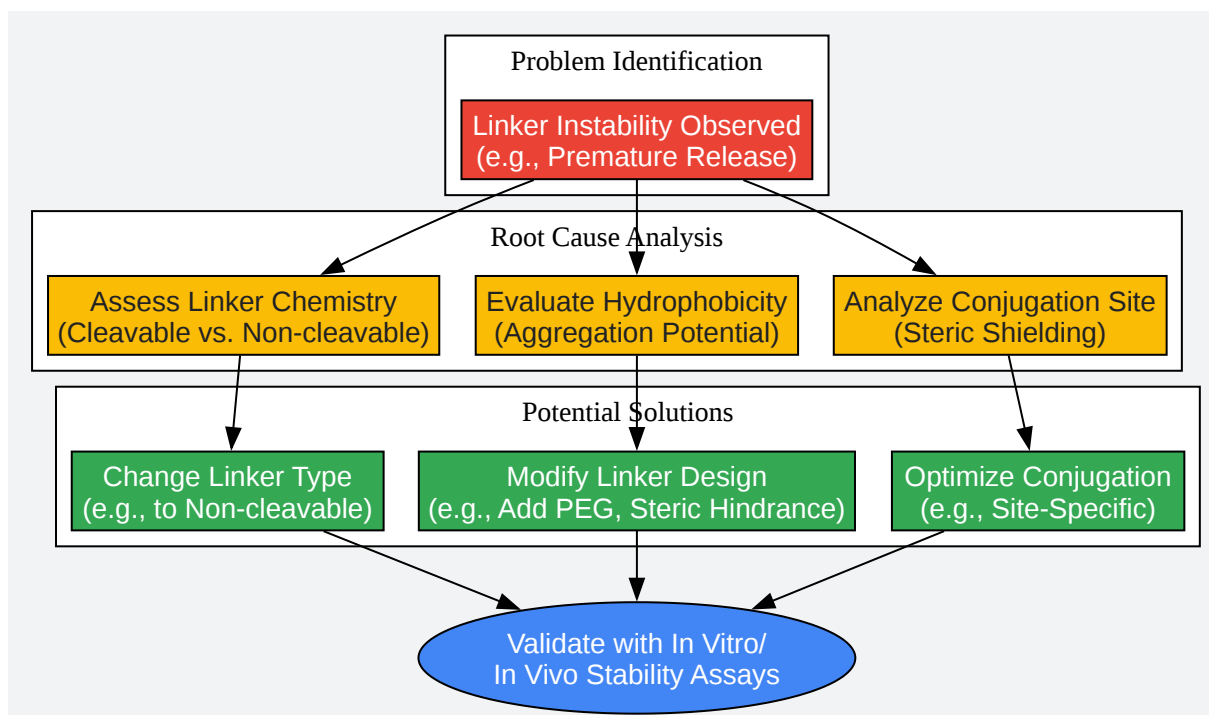 Problem Identification
Linker Instability Observed
(e.g., Premature Release)
Root Cause Analysis
Assess Linker Chemistry
(Cleavable vs. Non-cleavable)
Evaluate Hydrophobicity
(Aggregation Potential)
Analyze Conjugation Site
(Steric Shielding)
Potential Solutions
Change Linker Type
(e.g., to Non-cleavable)
Modify Linker Design
(e.g., Add PEG, Steric Hindrance)
Optimize Conjugation
(e.g., Site-Specific)
Validate with In Vitro/
In Vivo Stability Assays